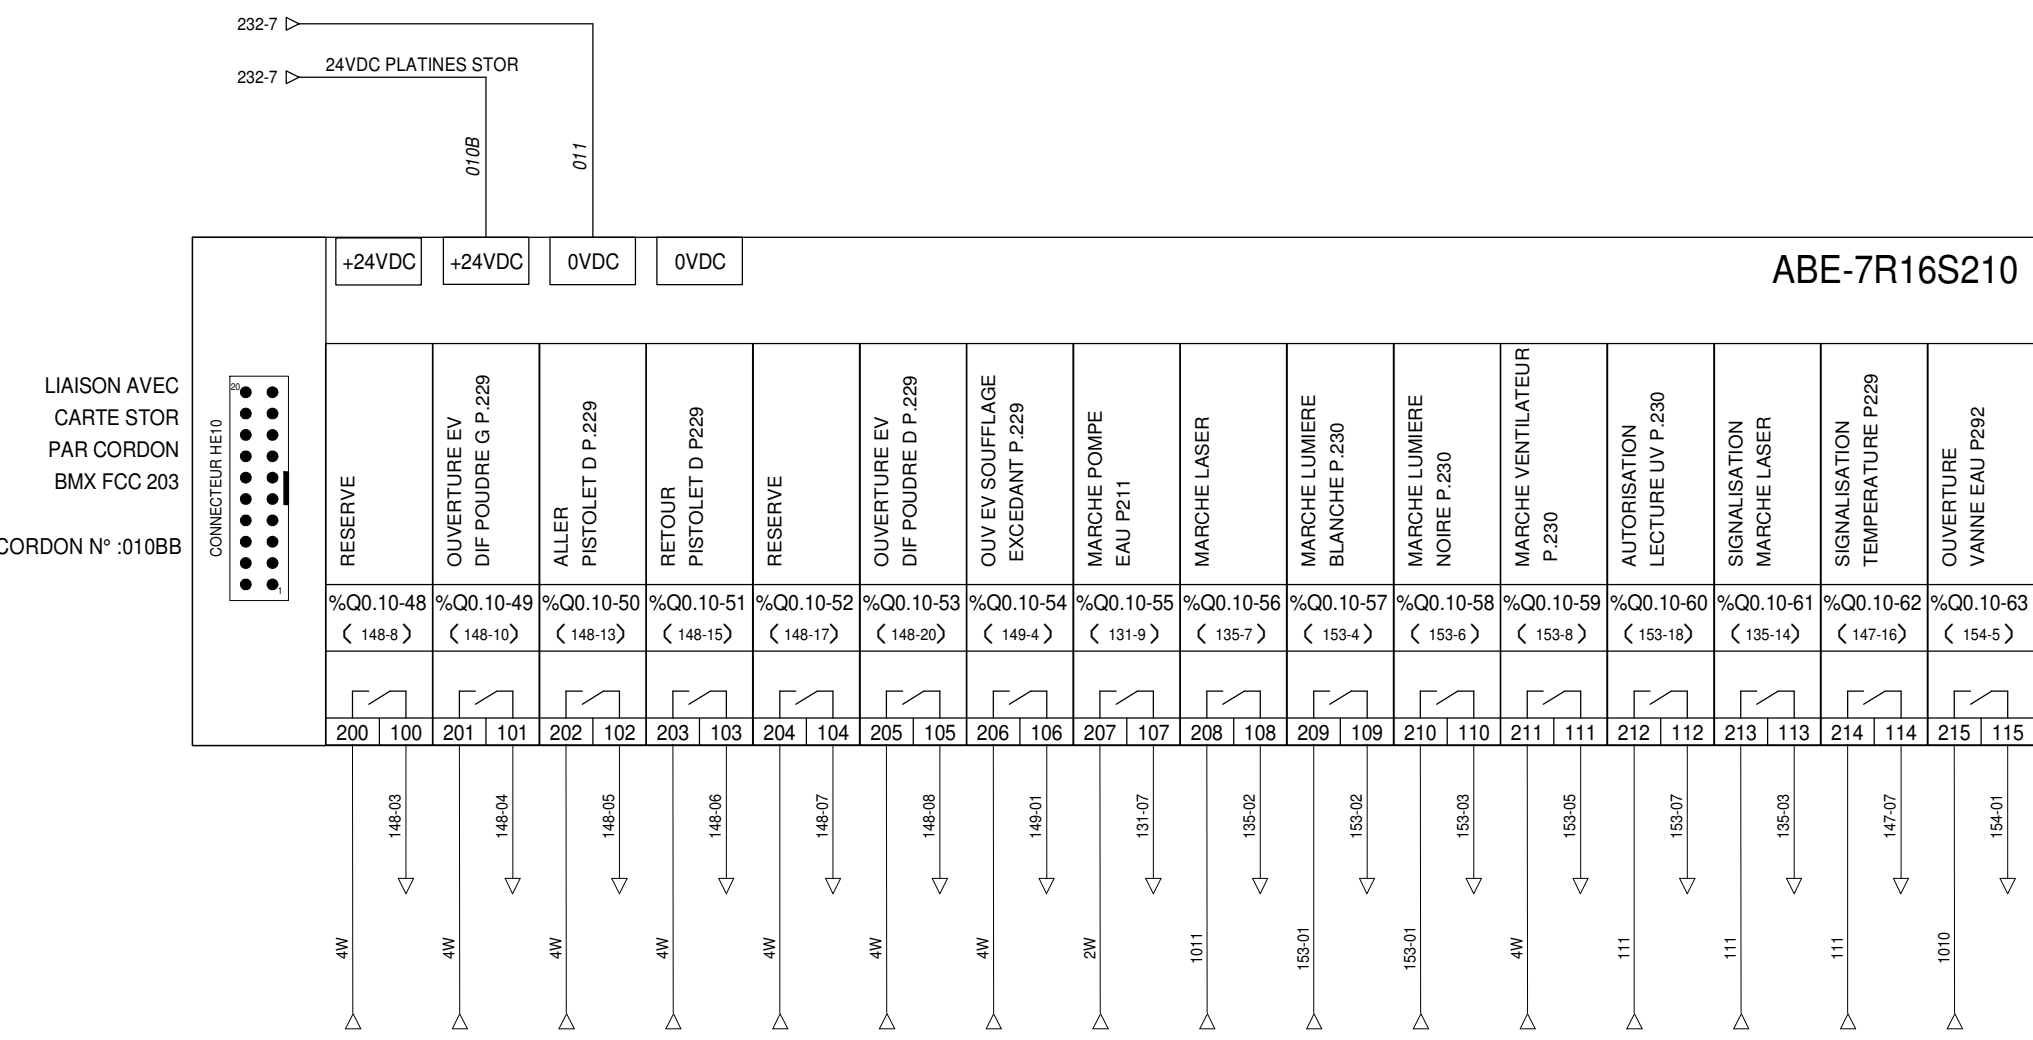 232-7
232-7
24VDC PLATINES STOR
010B
011
+24VDC
+24VDC
0VDC
0VDC
ABE-7R16S210
LIAISON AVEC
CARTE STOR
PAR CORDON
BMX FCC 203
CORDON N° :010BB
CONNECTEUR HE10
20
1
RESERVE
OUVERTURE EV
DIF POUDRE G P.229
ALLER
PISTOLET D P.229
RETOUR
PISTOLET D P229
RESERVE
OUVERTURE EV
DIF POUDRE D P.229
OUV EV SOUFFLAGE
EXCEDANT P.229
MARCHE POMPE
EAU P211
MARCHE LASER
MARCHE LUMIERE
BLANCHE P.230
MARCHE LUMIERE
NOIRE P.230
MARCHE VENTILATEUR
P.230
AUTORISATION
LECTURE UV P.230
SIGNALISATION
MARCHE LASER
SIGNALISATION
TEMPERATURE P229
OUVERTURE
VANNE EAU P292
%Q0.10-48 %Q0.10-49 %Q0.10-50 %Q0.10-51 %Q0.10-52 %Q0.10-53 %Q0.10-54 %Q0.10-55 %Q0.10-56 %Q0.10-57 %Q0.10-58 %Q0.10-59 %Q0.10-60 %Q0.10-61 %Q0.10-62 %Q0.10-63
(148-8) (148-10) (148-13) (148-15) (148-17) (148-20) (149-4) (131-9) (135-7) (153-4) (153-6) (153-8) (153-18) (135-14) (147-16) (154-5)
200 100 201 101 202 102 203 103 204 104 205 105 206 106 207 107 208 108 209 109 210 110 211 111 212 112 213 113 214 114 215 115
148-03 148-04 148-05 148-06 148-07 148-08 149-01 131-07 135-02 153-02 153-03 153-05 153-07 135-03 147-07 154-01
4W 4W 4W 4W 4W 4W 4W 2W 1011 153-01 153-01 4W 111 111 111 1010